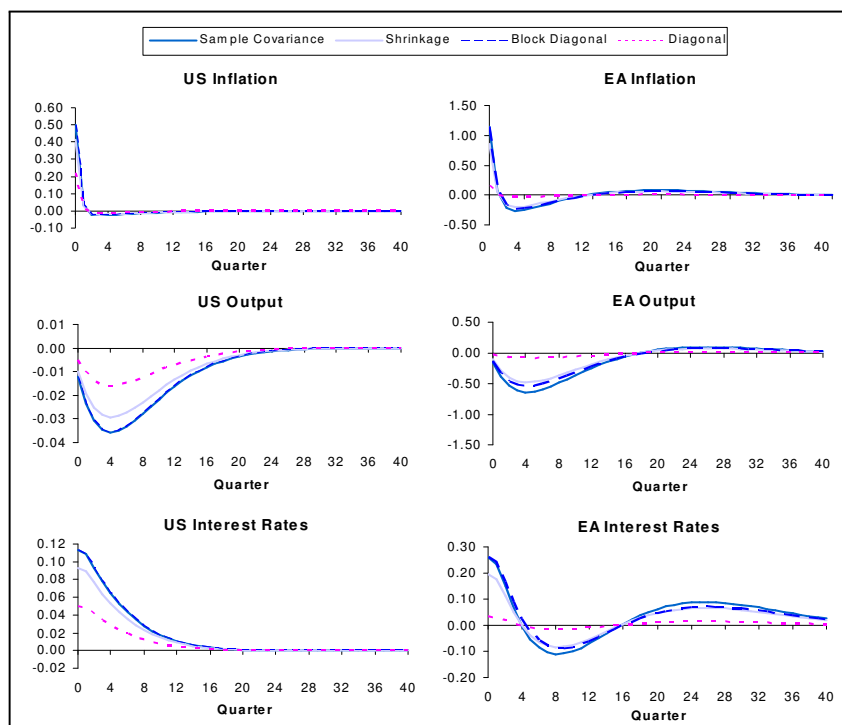 Sample Covariance Shrinkage Block Diagonal Diagonal
US Inflation
0.60
0.50
0.40
0.30
0.20
0.10
0.00
-0.10
0 4 8 12 16 20 24 28 32 36 40
Quarter
EA Inflation
1.50
1.00
0.50
0.00
-0.50
0 4 8 12 16 20 24 28 32 36 40
Quarter
US Output
0.01
0.00
-0.01
-0.02
-0.03
-0.04
0 4 8 12 16 20 24 28 32 36 40
Quarter
EA Output
0.50
0.00
-0.50
-1.00
-1.50
0 4 8 12 16 20 24 28 32 36 40
Quarter
US Interest Rates
0.12
0.10
0.08
0.06
0.04
0.02
0.00
-0.02
0 4 8 12 16 20 24 28 32 36 40
Quarter
EA Interest Rates
0.30
0.20
0.10
0.00
-0.10
-0.20
0 4 8 12 16 20 24 28 32 36 40
Quarter